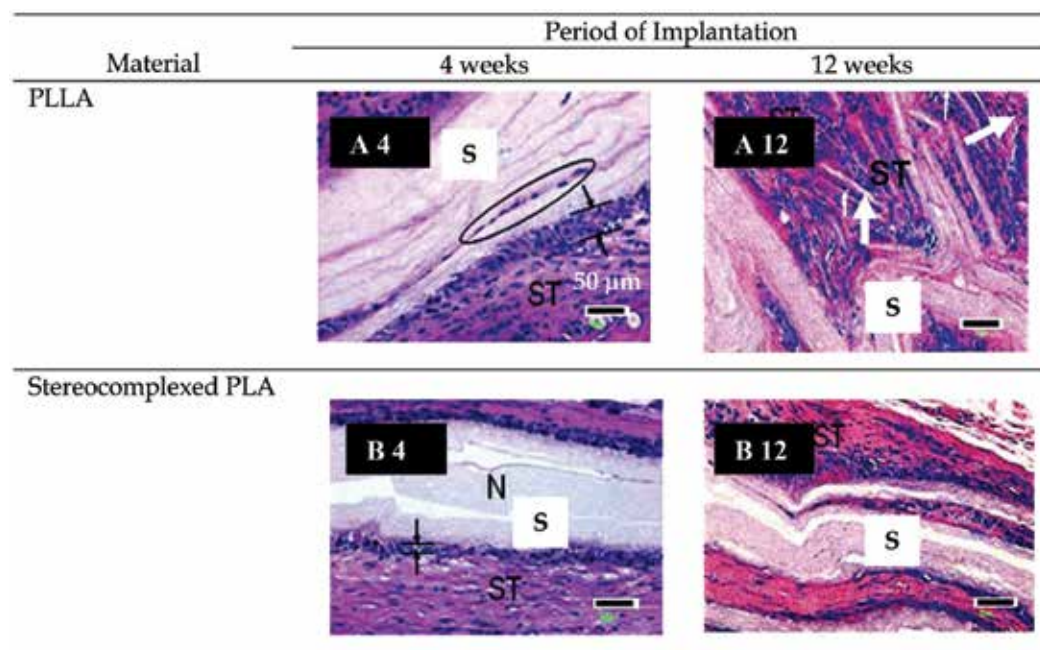 Period of Implantation
Material 4 weeks 12 weeks
PLLA
A 4 S
ST 50 µm
A 12 ST
S
Stereocomplexed PLA
B 4
N
S
ST
B 12 ST
S